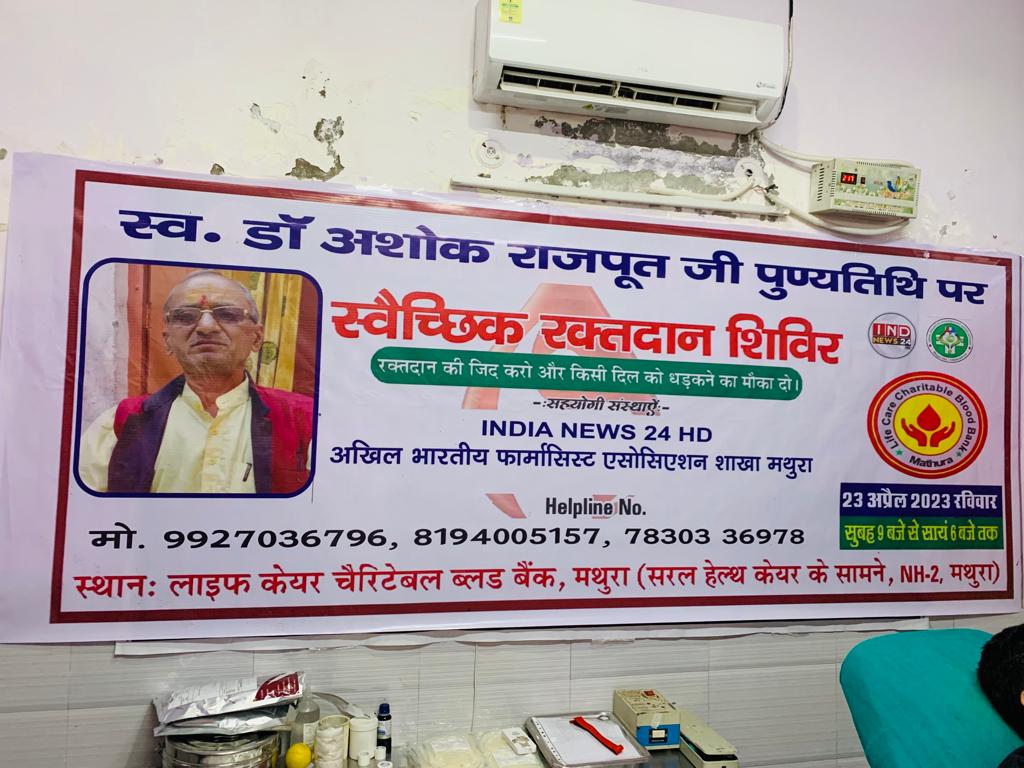 स्व. डॉ अशोक राजपूत जी पुण्यतिथि पर
स्वैच्छिक रक्तदान शिविर
रक्तदान की जिद करो और किसी दिल को धड़कने का मौका दो।
-:सहयोगी संस्थाऐं:-
INDIA NEWS 24 HD
अखिल भारतीय फार्मासिस्ट एसोसिएशन शाखा मथुरा
IND
NEWS 24
Life Care Charitable Blood Bank
Mathura
23 अप्रैल 2023 रविवार
सुबह 9 बजे से सायं 6 बजे तक
Helpline No.
मो. 9927036796, 8194005157, 78303 36978
स्थान: लाइफ केयर चैरिटेबल ब्लड बैंक, मथुरा (सरल हेल्थ केयर के सामने, NH-2, मथुरा)